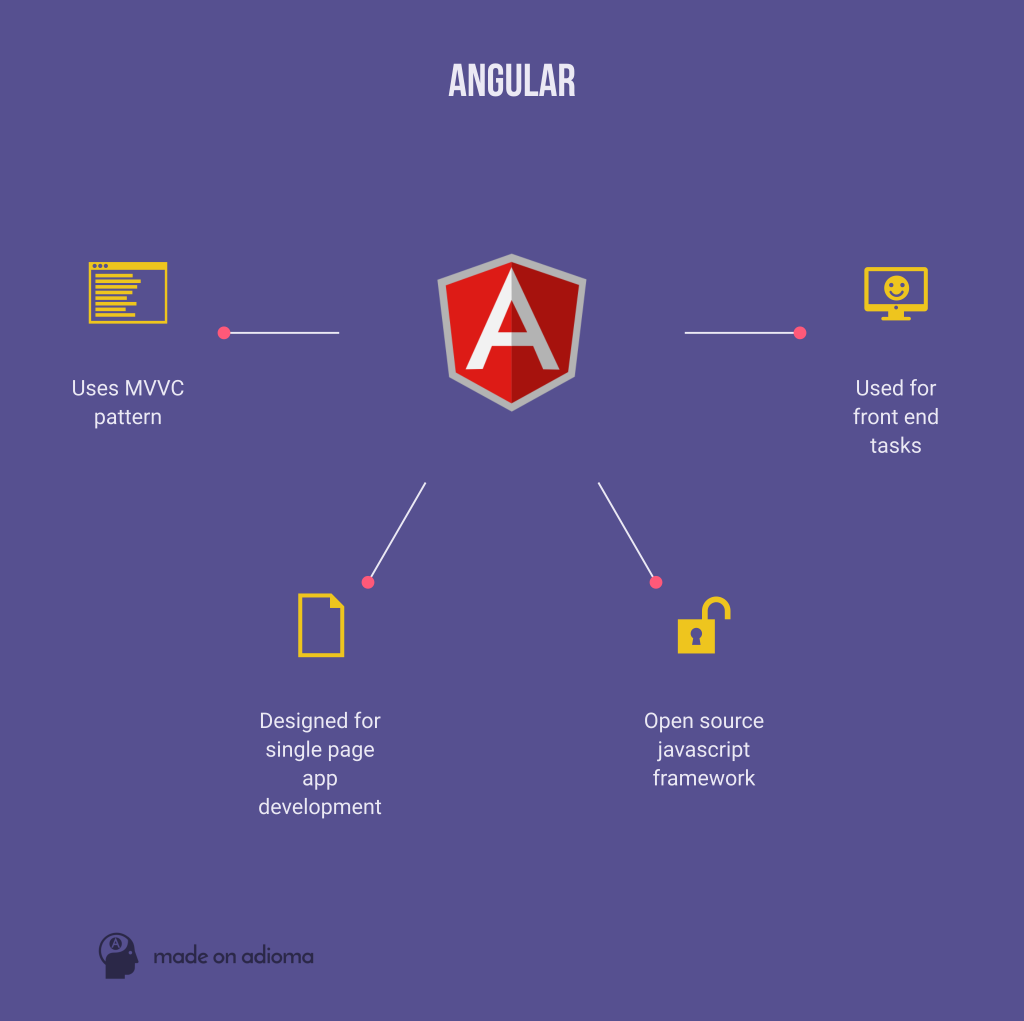 ANGULAR
Uses MVVC
pattern
Used for
front end
tasks
Designed for
single page
app
development
Open source
javascript
framework
made on adioma